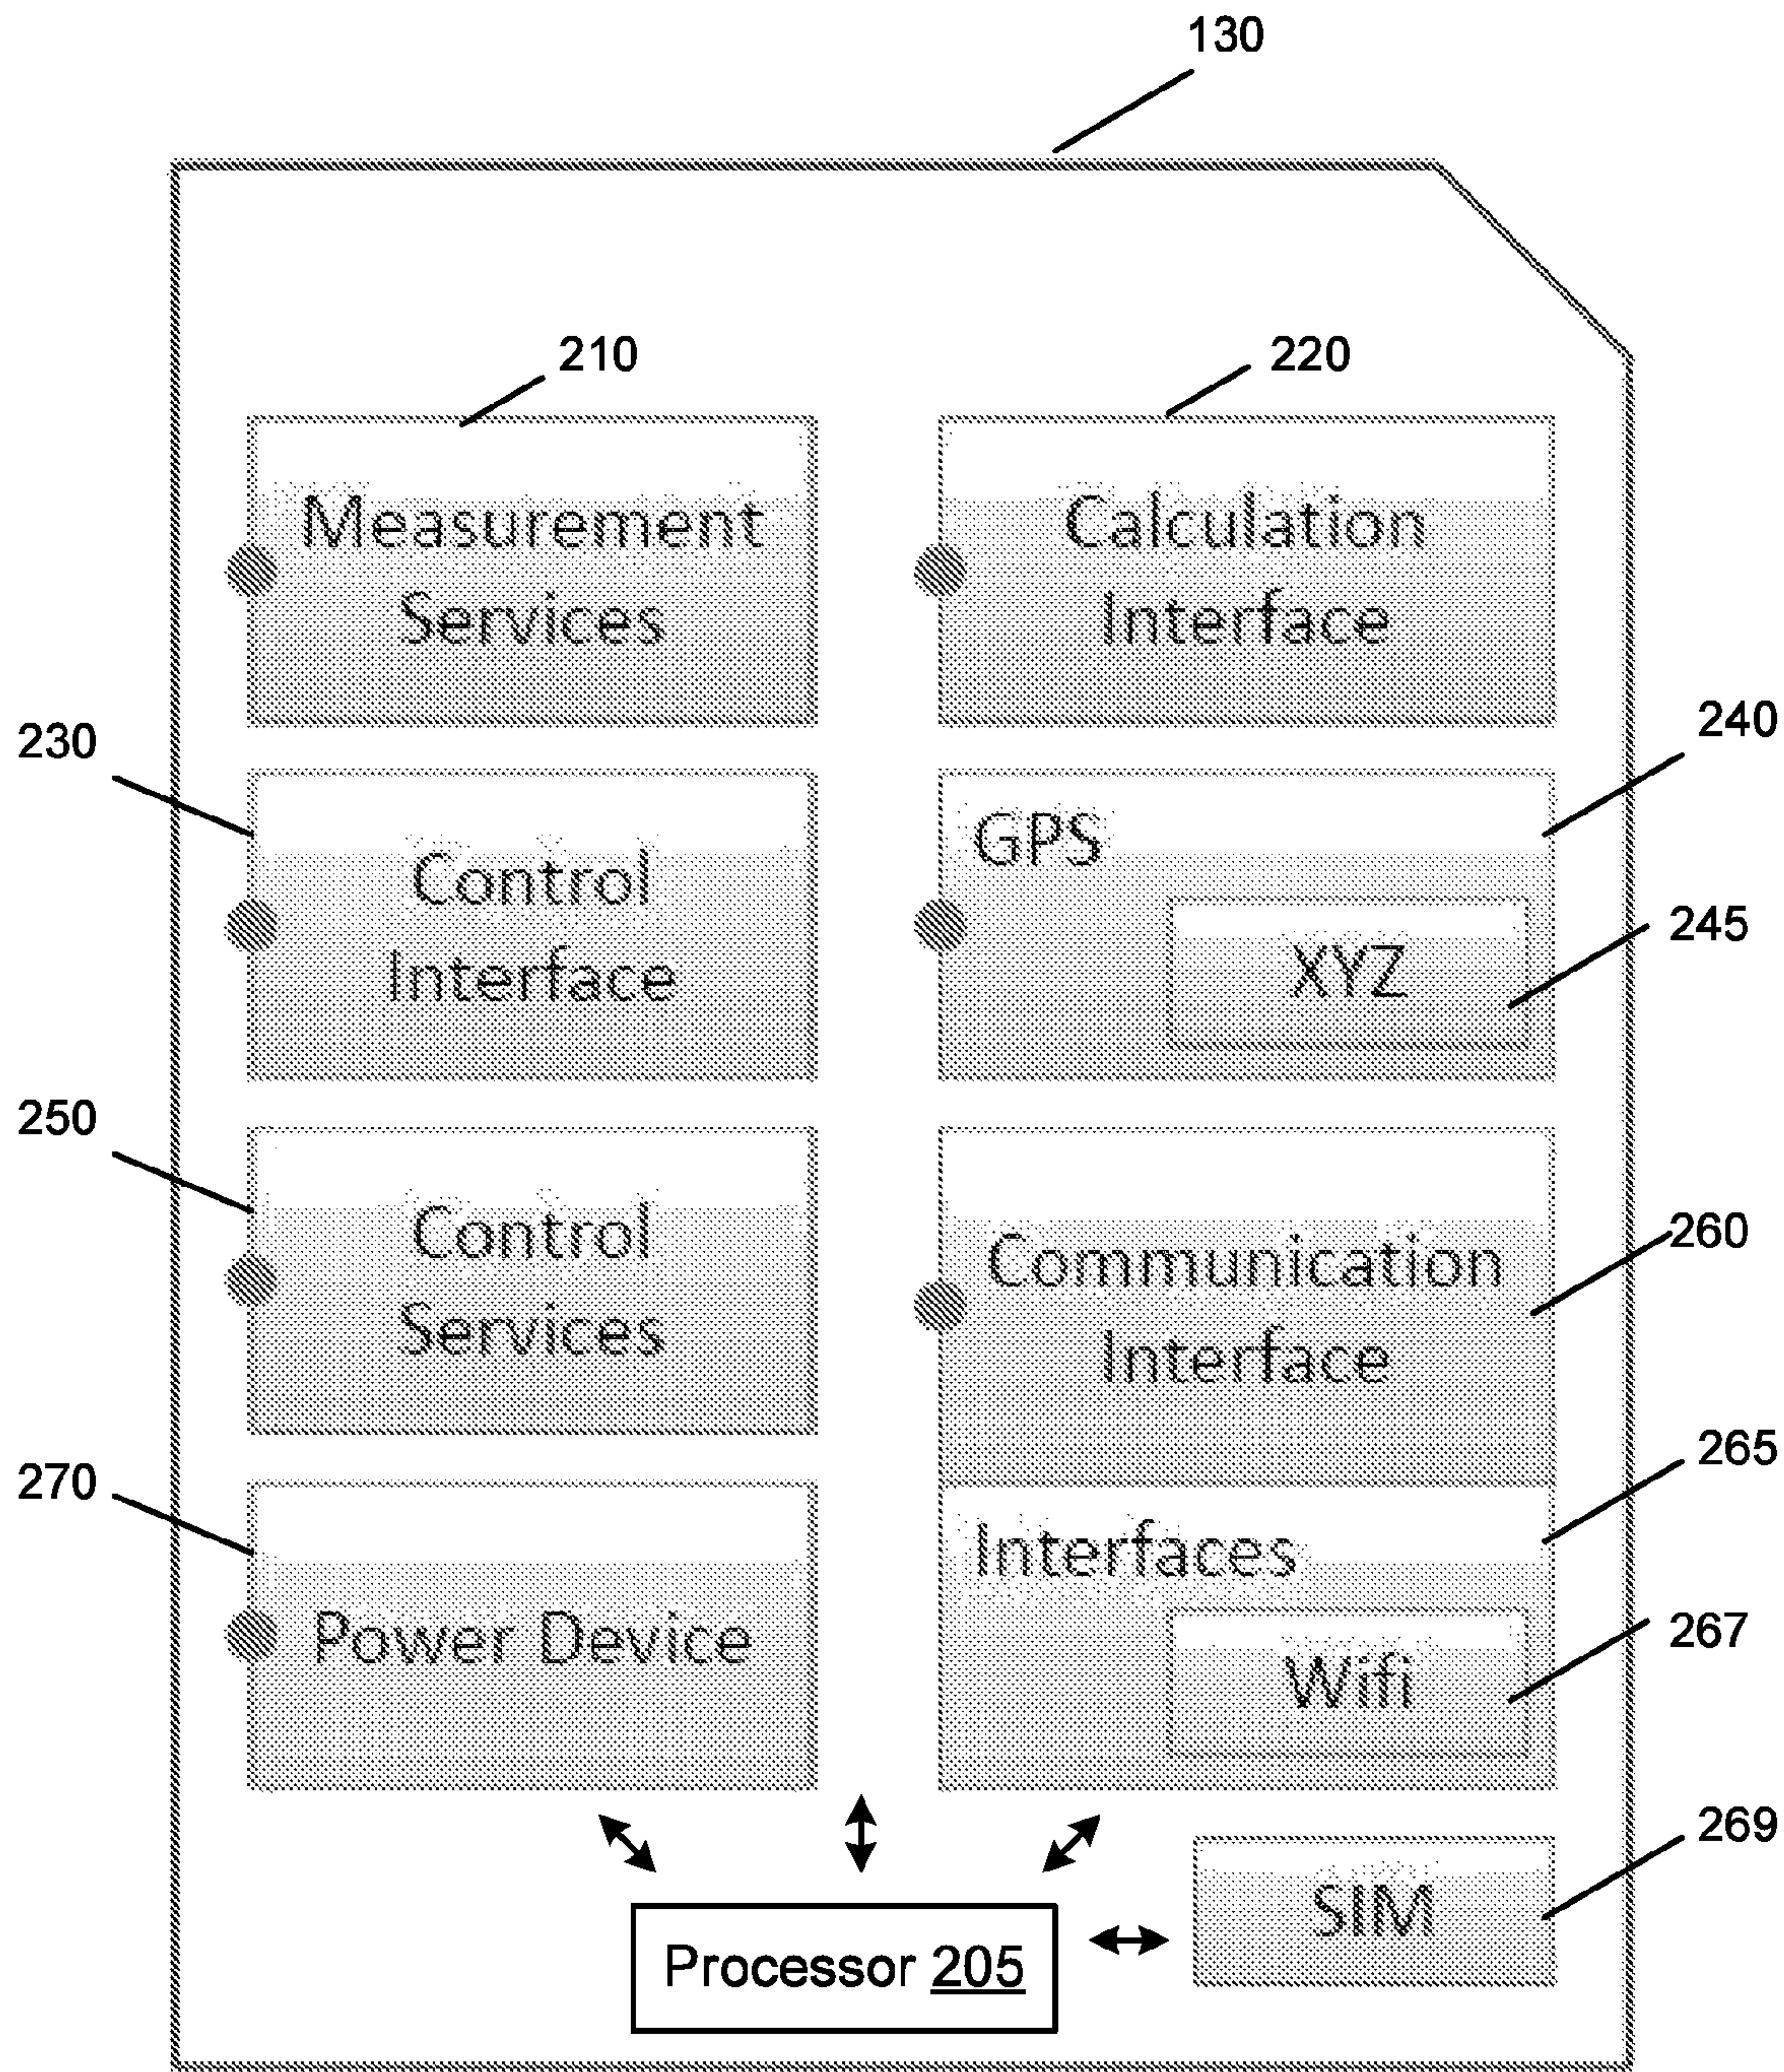 130
210
220
Measurement
Services
Calculation
Interface
230
240
Control
Interface
GPS
245
XYZ
250
Control
Services
260
Communication
Interface
265
270
Interfaces
Power Device
267
Wifi
269
SIM
Processor 205